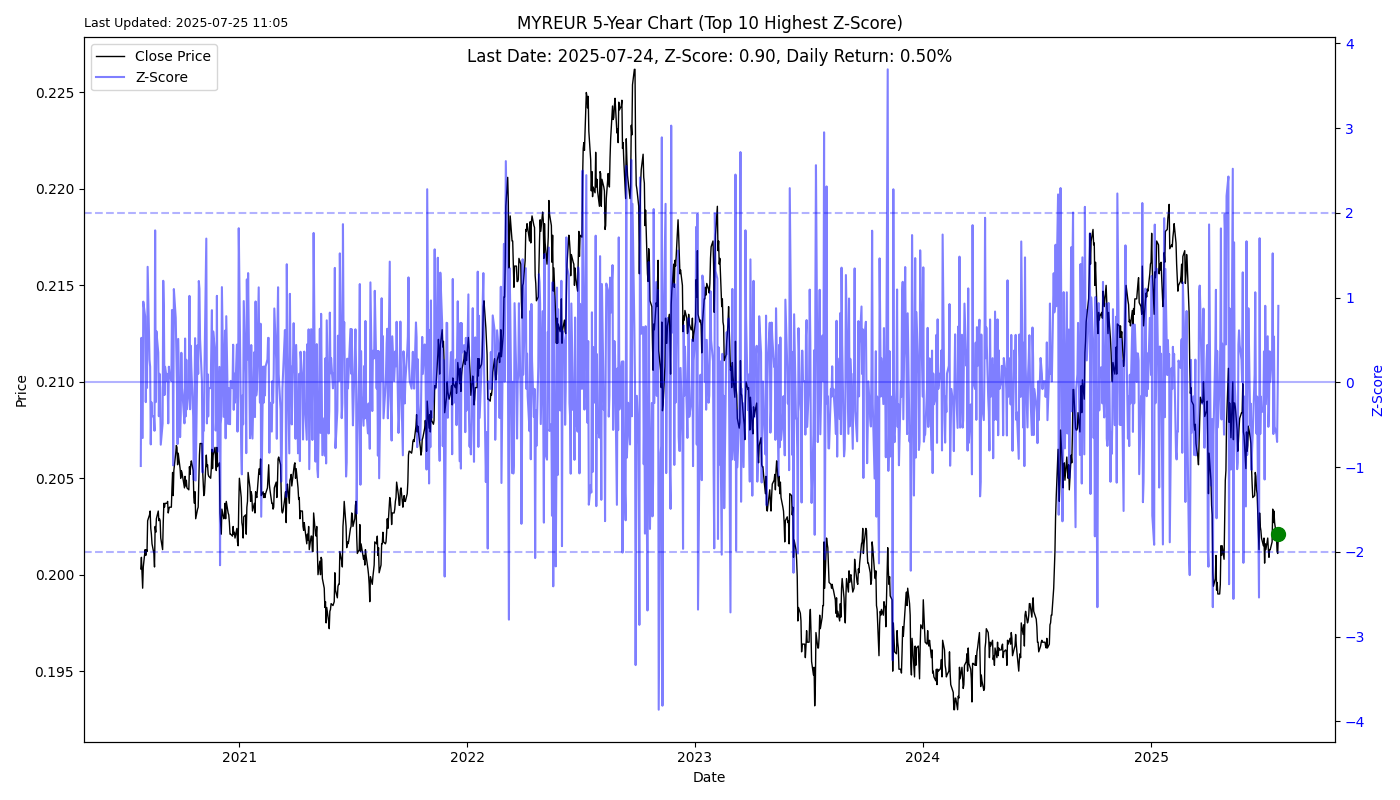 Last Updated: 2025-07-25 11:05
MYREUR 5-Year Chart (Top 10 Highest Z-Score)
Last Date: 2025-07-24, Z-Score: 0.90, Daily Return: 0.50%
Close Price
Z-Score
Price
0.225
0.220
0.215
0.210
0.205
0.200
0.195
4
3
2
1
0
−1
−2
−3
−4
Z-Score
2021
2022
2023
2024
2025
Date